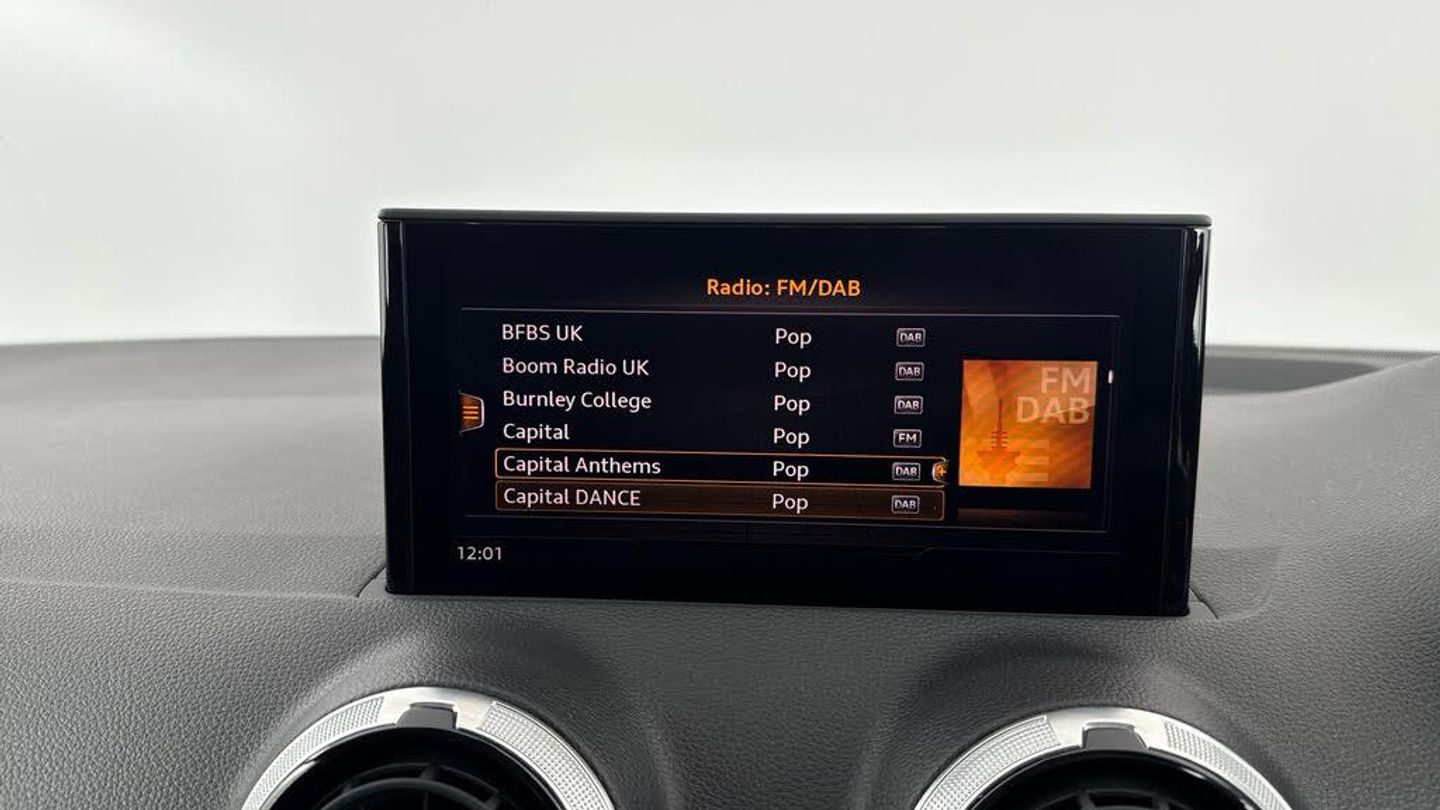 Radio: FM/DAB
BFBS UK Pop DAB
Boom Radio UK Pop DAB
Burnley College Pop DAB
Capital Pop FM
Capital Anthems Pop DAB
Capital DANCE Pop DAB
FM
DAB
12:01